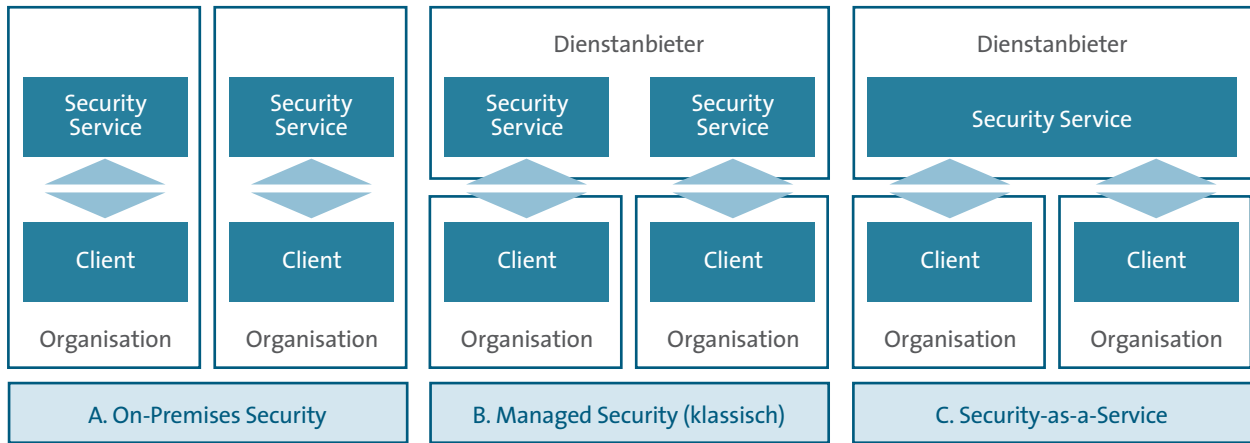 Dienstanbieter
Dienstanbieter
Security
Service
Security
Service
Security
Service
Security
Service
Security Service
Client
Client
Client
Client
Client
Client
Organisation
Organisation
Organisation
Organisation
Organisation
Organisation
A. On-Premises Security
B. Managed Security (klassisch)
C. Security-as-a-Service